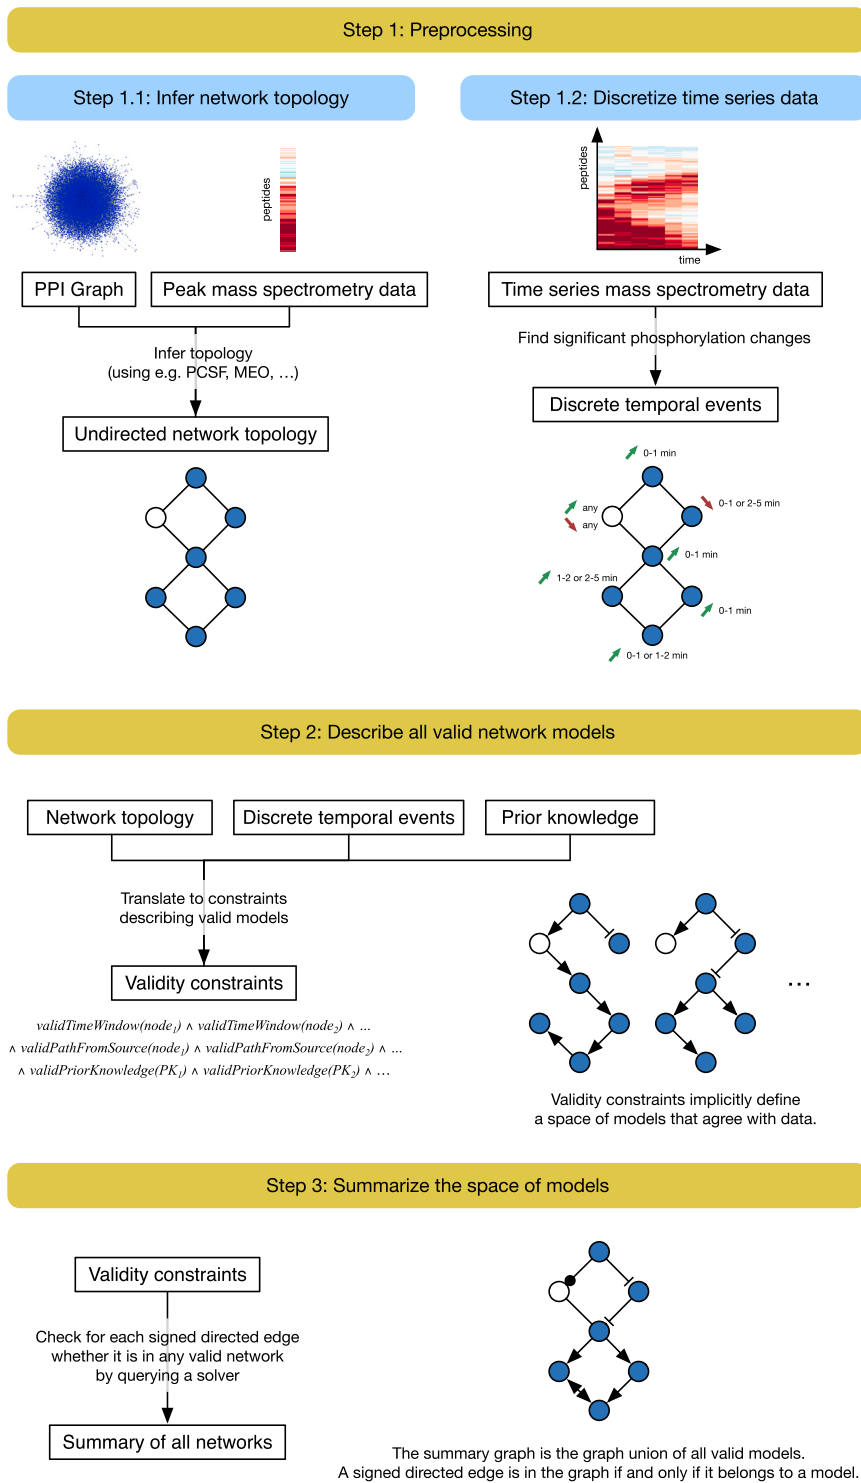 Step 1: Preprocessing
Step 1.1: Infer network topology
Step 1.2: Discretize time series data
peptides
peptides
time
PPI Graph
Peak mass spectrometry data
Time series mass spectrometry data
Infer topology
(using e.g. PCSF, MEO, …)
Find significant phosphorylation changes
Undirected network topology
Discrete temporal events
0-1 min
0-1 or 2-5 min
any
any
0-1 min
1-2 or 2-5 min
0-1 min
0-1 or 1-2 min
Step 2: Describe all valid network models
Network topology
Discrete temporal events
Prior knowledge
Translate to constraints
describing valid models
Validity constraints
validTimeWindow(node₁) ∧ validTimeWindow(node₂) ∧ ...
∧ validPathFromSource(node₁) ∧ validPathFromSource(node₂) ∧ ...
∧ validPriorKnowledge(PK₁) ∧ validPriorKnowledge(PK₂) ∧ …
...
Validity constraints implicitly define
a space of models that agree with data.
Step 3: Summarize the space of models
Validity constraints
Check for each signed directed edge
whether it is in any valid network
by querying a solver
Summary of all networks
The summary graph is the graph union of all valid models.
A signed directed edge is in the graph if and only if it belongs to a model.